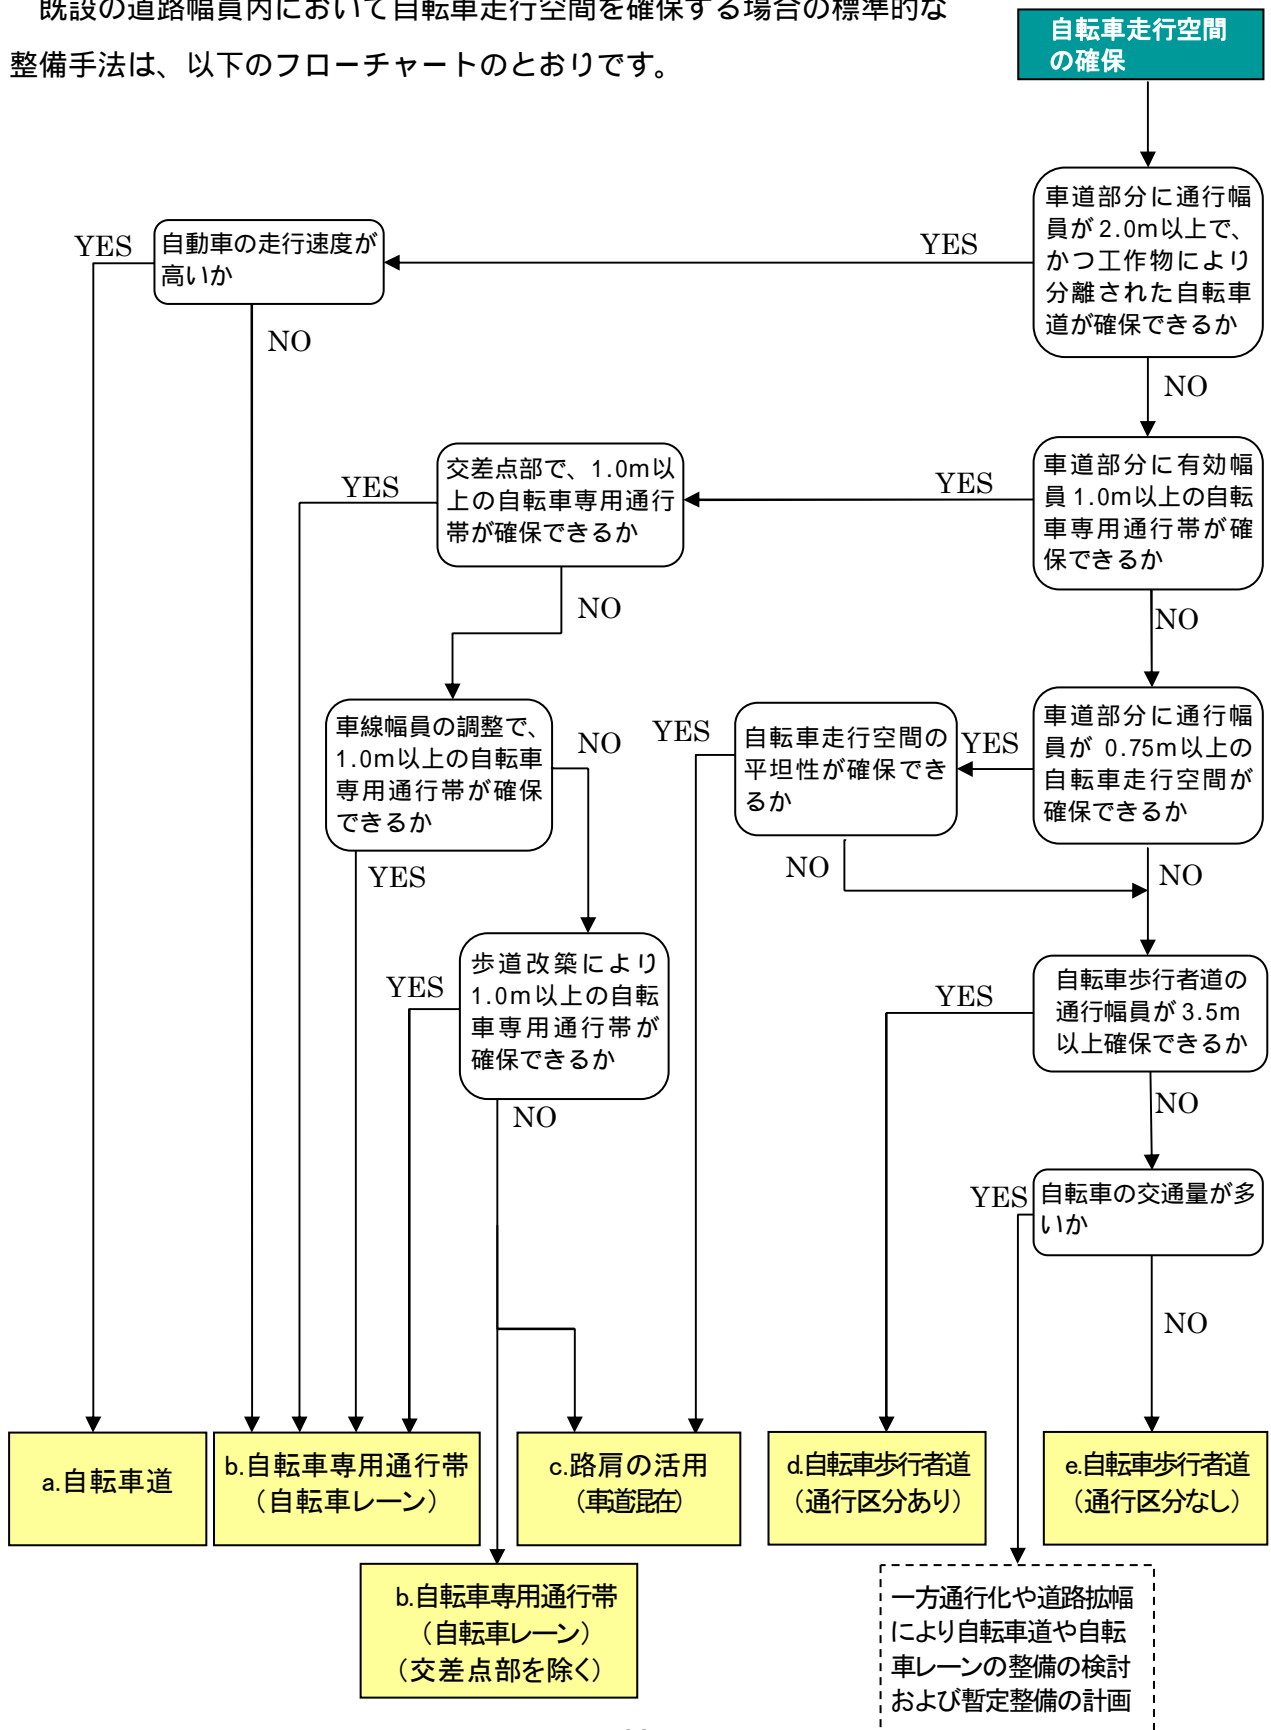 既設の道路幅員内において自転車走行空間を確保する場合の標準的な
整備手法は、以下のフローチャートのとおりです。
自転車走行空間
の確保
車道部分に通行幅
員が2.0m以上で、
かつ工作物により
分離された自転車
道が確保できるか
YES
自動車の走行速度が
高いか
YES
NO
NO
車道部分に有効幅
員1.0m以上の自転
車専用通行帯が確
保できるか
YES
交差点部で、1.0m以
上の自転車専用通行
帯が確保できるか
YES
NO
NO
車線幅員の調整で、
1.0m以上の自転車
専用通行帯が確保
できるか
NO
YES
車道部分に通行幅
員が 0.75m以上の
自転車走行空間が
確保できるか
YES
自転車走行空間の
平坦性が確保でき
るか
YES
NO
NO
歩道改築により
1.0m以上の自転
車専用通行帯が
確保できるか
YES
NO
自転車歩行者道の
通行幅員が3.5m
以上確保できるか
YES
NO
自転車の交通量が多
いか
YES
NO
a.自転車道
b.自転車専用通行帯
（自転車レーン）
c.路肩の活用
（車道混在）
d.自転車歩行者道
（通行区分あり）
e.自転車歩行者道
（通行区分なし）
b.自転車専用通行帯
（自転車レーン）
（交差点部を除く）
一方通行化や道路拡幅
により自転車道や自転
車レーンの整備の検討
および暫定整備の計画